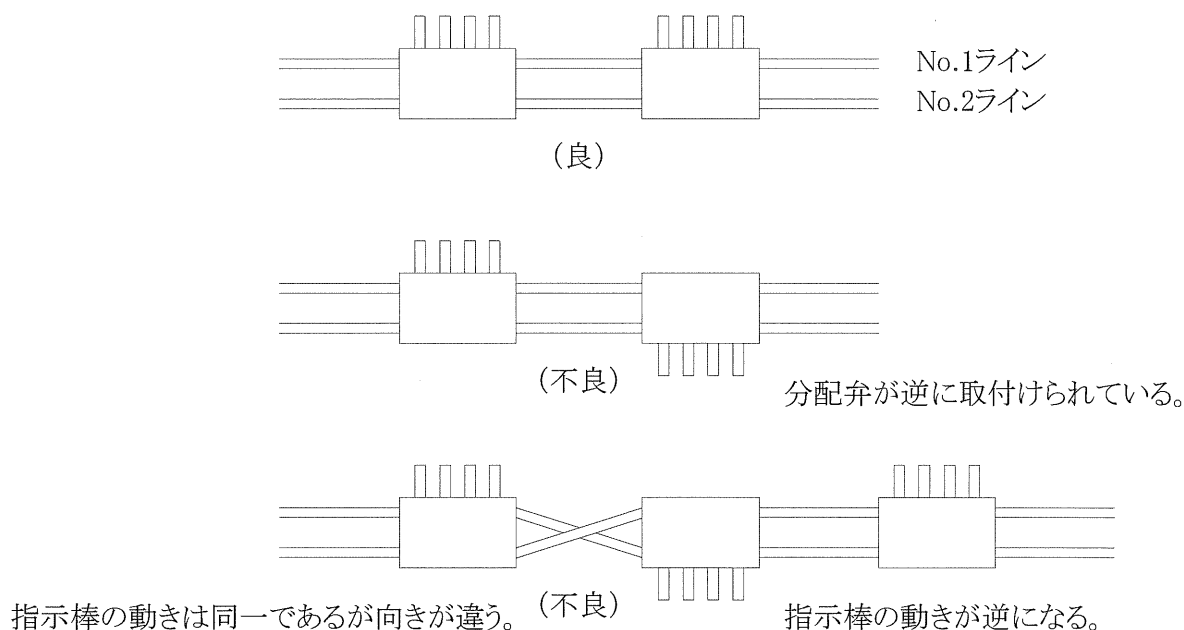 No.1ライン
No.2ライン
(良)
(不良)
分配弁が逆に取付けられている。
指示棒の動きは同一であるが向きが違う。
(不良)
指示棒の動きが逆になる。